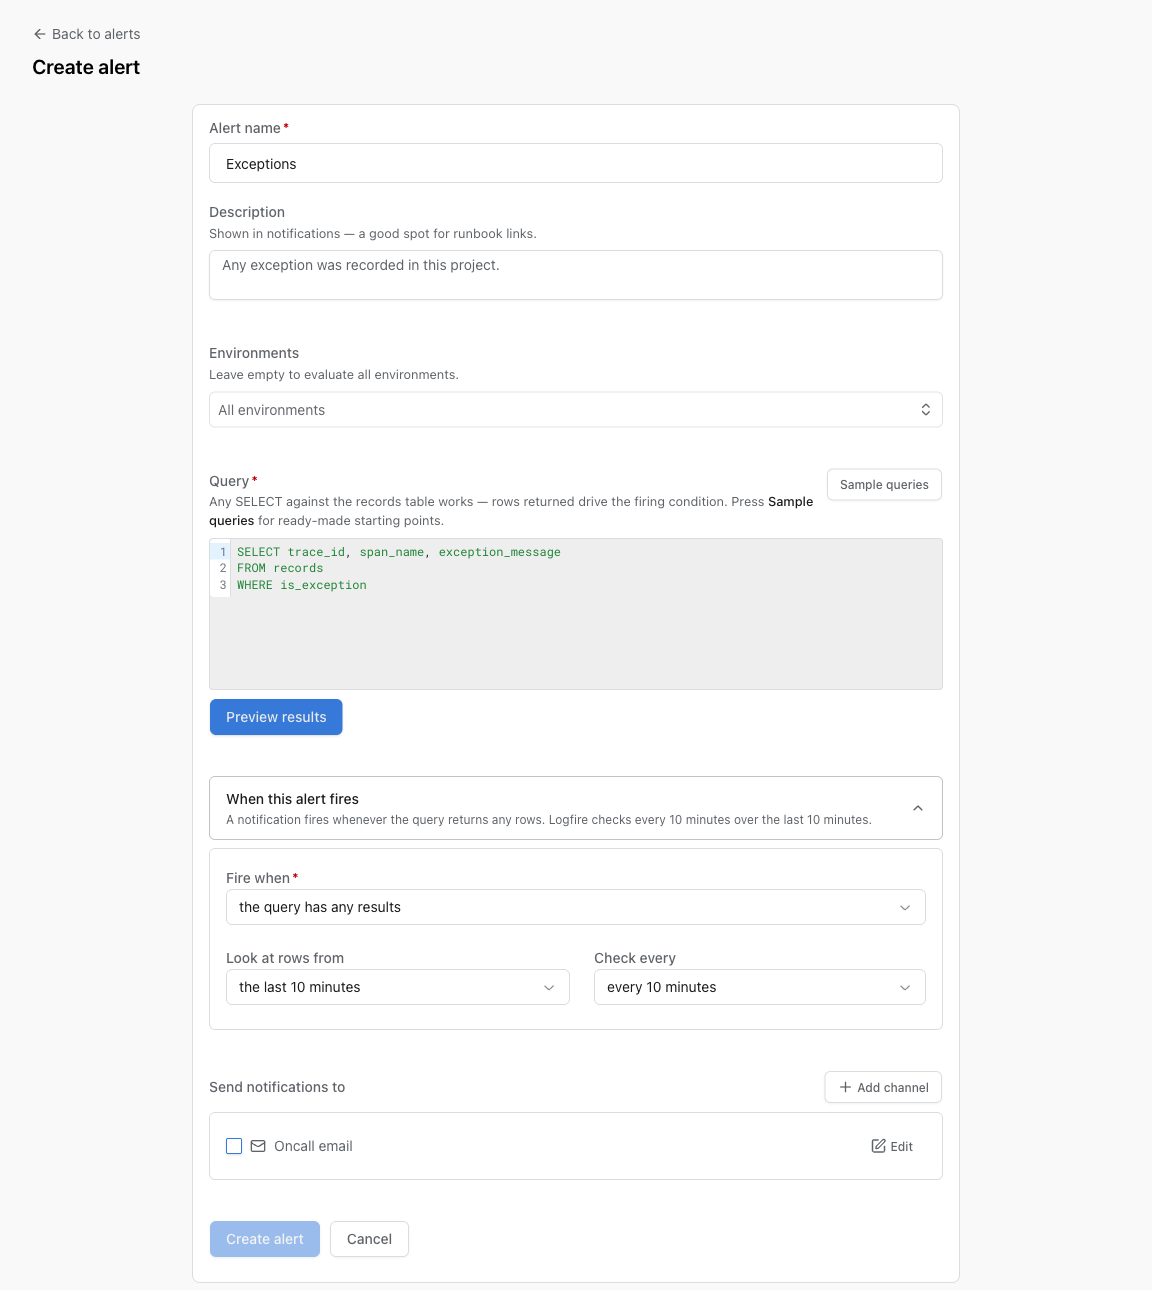 Back to alerts
Create alert
Alert name*
Exceptions
Description
Shown in notifications — a good spot for runbook links.
Any exception was recorded in this project.
Environments
Leave empty to evaluate all environments.
All environments
Query*
Sample queries
Any SELECT against the records table works — rows returned drive the firing condition. Press Sample
queries for ready-made starting points.
1 SELECT trace_id, span_name, exception_message
2 FROM records
3 WHERE is_exception
Preview results
When this alert fires
A notification fires whenever the query returns any rows. Logfire checks every 10 minutes over the last 10 minutes.
Fire when*
the query has any results
Look at rows from
Check every
the last 10 minutes
every 10 minutes
Send notifications to
Add channel
Oncall email
Edit
Create alert
Cancel